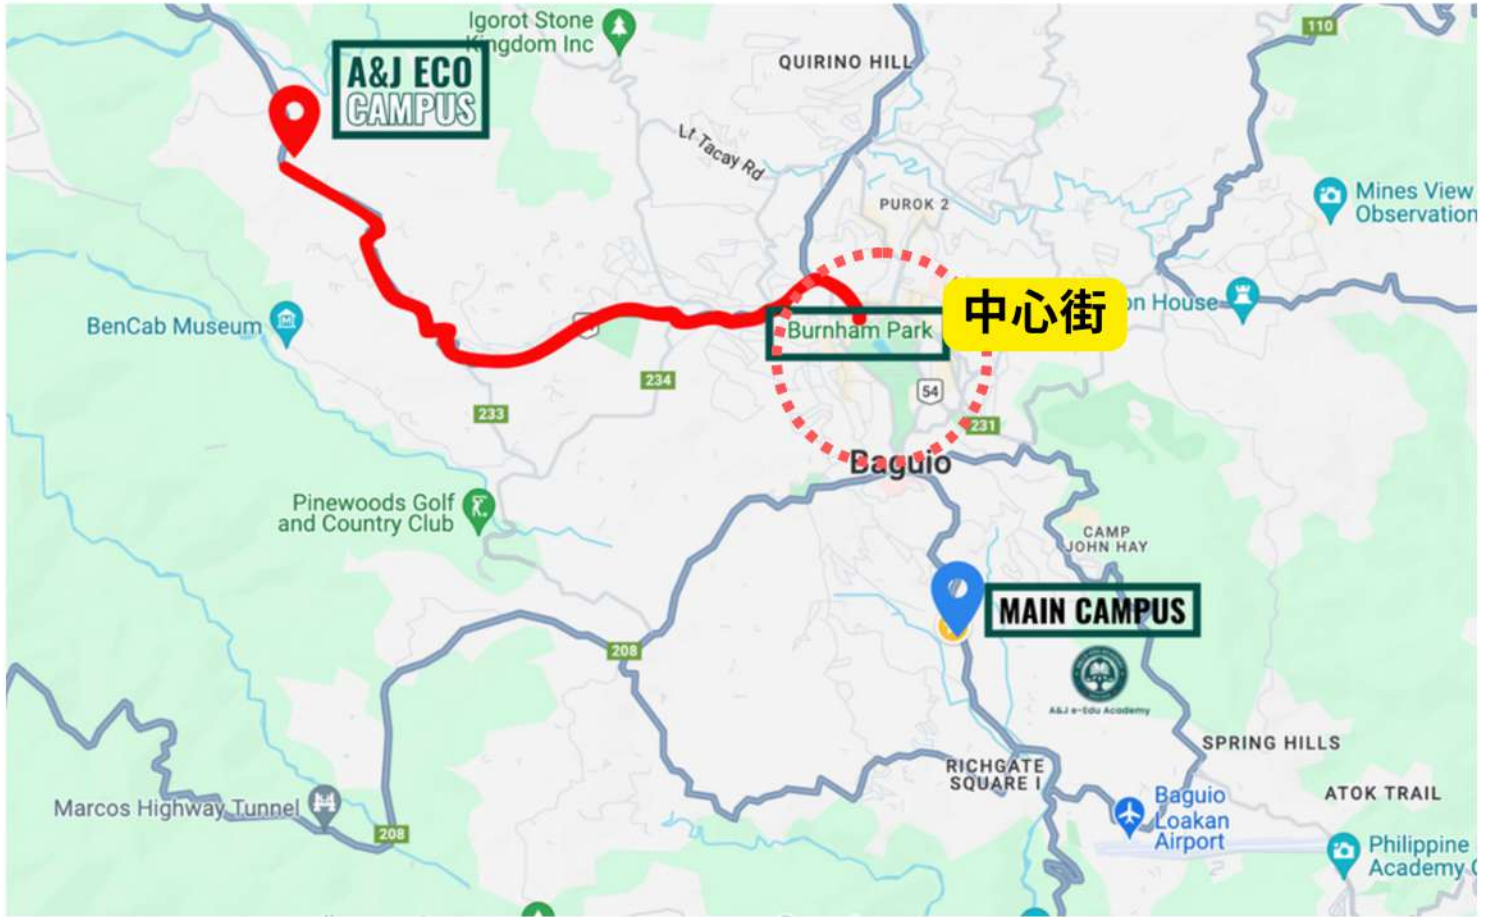 Igorot Stone
Kingdom Inc
110
QUIRINO HILL
A&J ECO
CAMPUS
Lt Tacay Rd
Mines View
Observation
PUROK 2
中心街
on House
BenCab Museum
Burnham Park
234
54
233
231
Baguio
Pinewoods Golf
and Country Club
CAMP
JOHN HAY
MAIN CAMPUS
208
A&J e-Edu Academy
SPRING HILLS
RICHGATE
SQUARE I
Marcos Highway Tunnel
Baguio
Loakan
Airport
ATOK TRAIL
208
Philippine
Academy